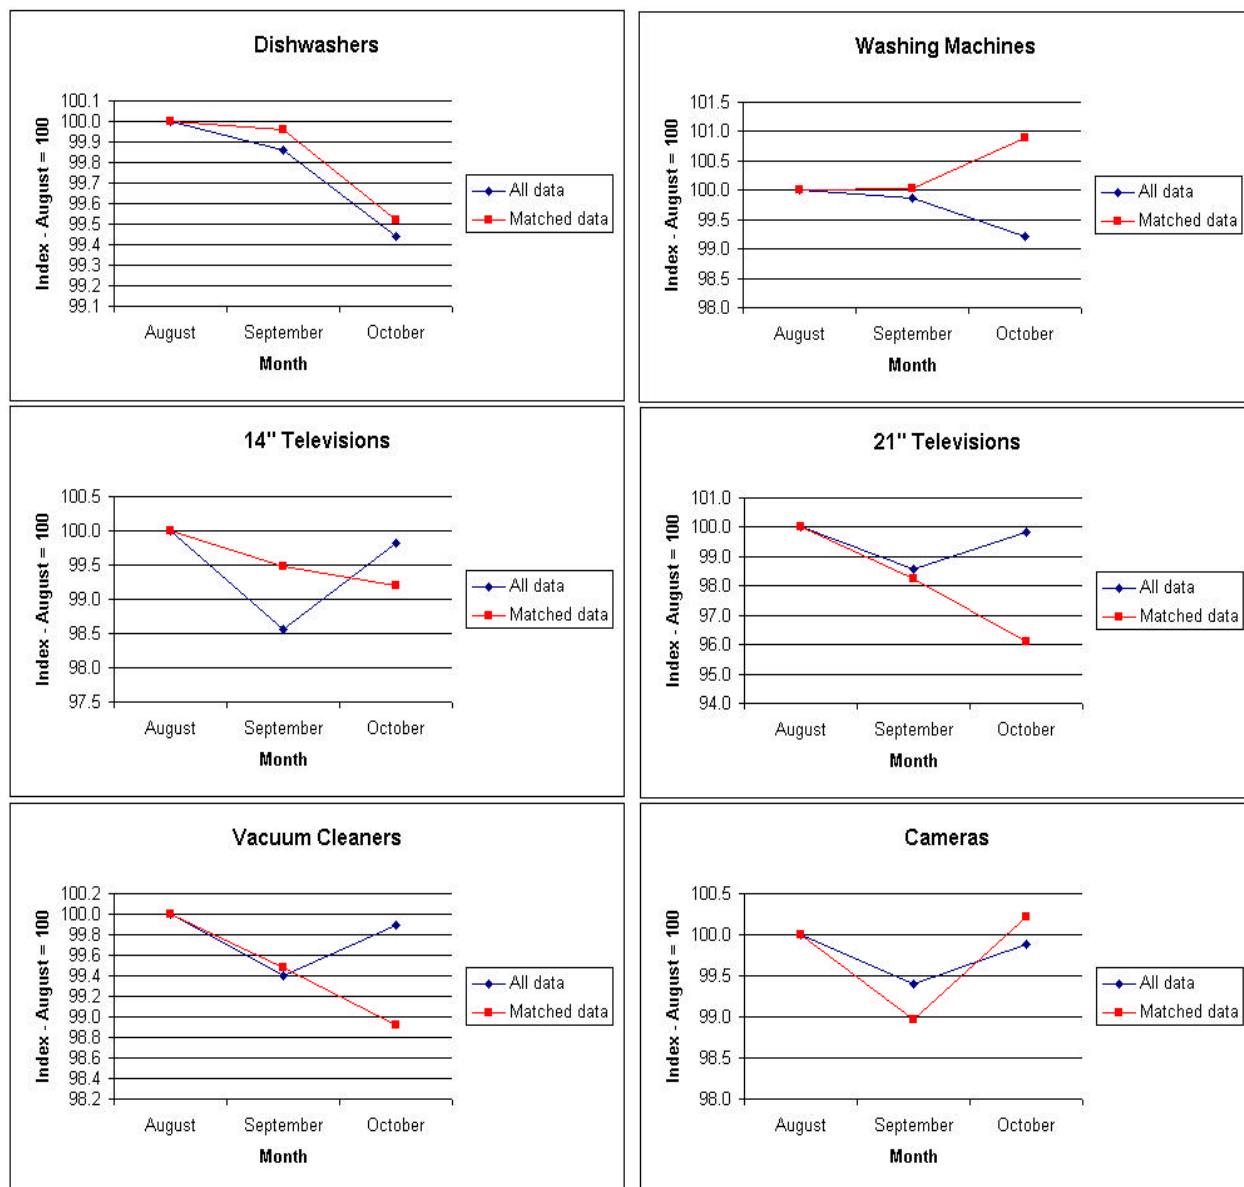 Dishwashers
Index - August = 100
100.1
100.0
99.9
99.8
99.7
99.6
99.5
99.4
99.3
99.2
99.1
August September October
Month
All data
Matched data
Washing Machines
Index - August = 100
101.5
101.0
100.5
100.0
99.5
99.0
98.5
98.0
August September October
Month
All data
Matched data
14" Televisions
Index - August = 100
100.5
100.0
99.5
99.0
98.5
98.0
97.5
August September October
Month
All data
Matched data
21" Televisions
Index - August = 100
101.0
100.0
99.0
98.0
97.0
96.0
95.0
94.0
August September October
Month
All data
Matched data
Vacuum Cleaners
Index - August = 100
100.2
100.0
99.8
99.6
99.4
99.2
99.0
98.8
98.6
98.4
98.2
August September October
Month
All data
Matched data
Cameras
Index - August = 100
100.5
100.0
99.5
99.0
98.5
98.0
August September October
Month
All data
Matched data